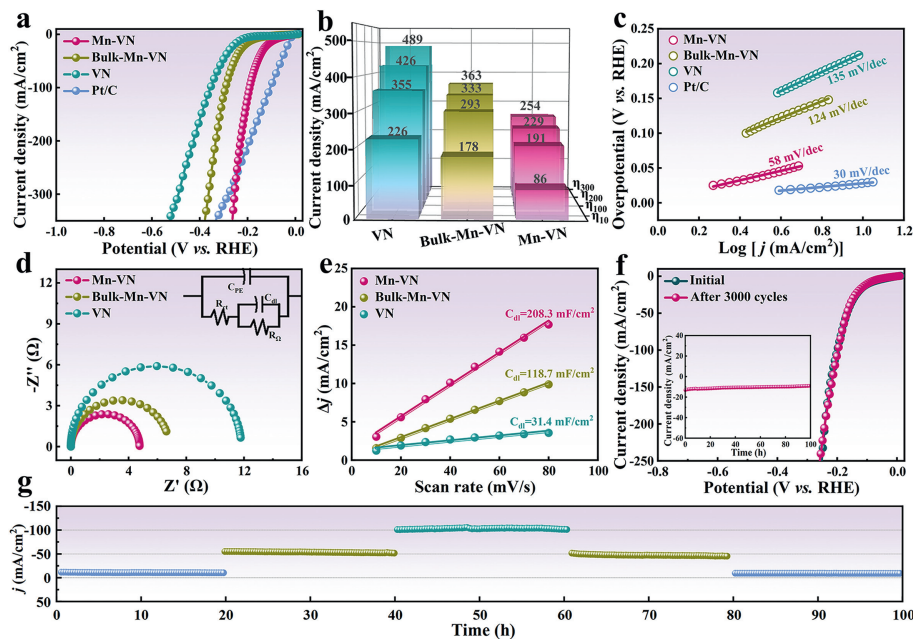 a
Mn-VN
Bulk-Mn-VN
VN
Pt/C
0
-100
-200
-300
-1.0 -0.8 -0.6 -0.4 -0.2 0.0
Current density (mA/cm²)
Potential (V vs. RHE)
b
500
400
300
200
100
0
Current density (mA/cm²)
489
426
355
226
363
333
293
178
254
229
191
86
η300
η200
η100
η10
VN Bulk-Mn-VN Mn-VN
c
Mn-VN
Bulk-Mn-VN
VN
Pt/C
0.25
0.20
0.15
0.10
0.05
0.00
135 mV/dec
124 mV/dec
58 mV/dec
30 mV/dec
0.2 0.4 0.6 0.8 1.0 1.2
Overpotential (V vs. RHE)
Log [j (mA/cm²]
d
Mn-VN
Bulk-Mn-VN
VN
CPE
Rct
Cdl
RΩ
12
9
6
3
0
0 2 4 6 8 10 12 14 16
-Z'' (Ω)
Z' (Ω)
e
Mn-VN
Bulk-Mn-VN
VN
25
20
15
10
5
0
Cdl=208.3 mF/cm²
Cdl=118.7 mF/cm²
Cdl=31.4 mF/cm²
0 20 40 60 80 100
Δj (mA/cm²)
Scan rate (mV/s)
f
Initial
After 3000 cycles
0
-50
-100
-150
-200
-250
Current density (mA/cm²)
40
20
0
-20
-40
-60
0 20 40 60 80 100
Current density (mA/cm²)
Time (h)
-0.8 -0.6 -0.4 -0.2 0.0
Potential (V vs. RHE)
g
-150
-100
-50
0
50
j (mA/cm²)
0 10 20 30 40 50 60 70 80 90 100
Time (h)